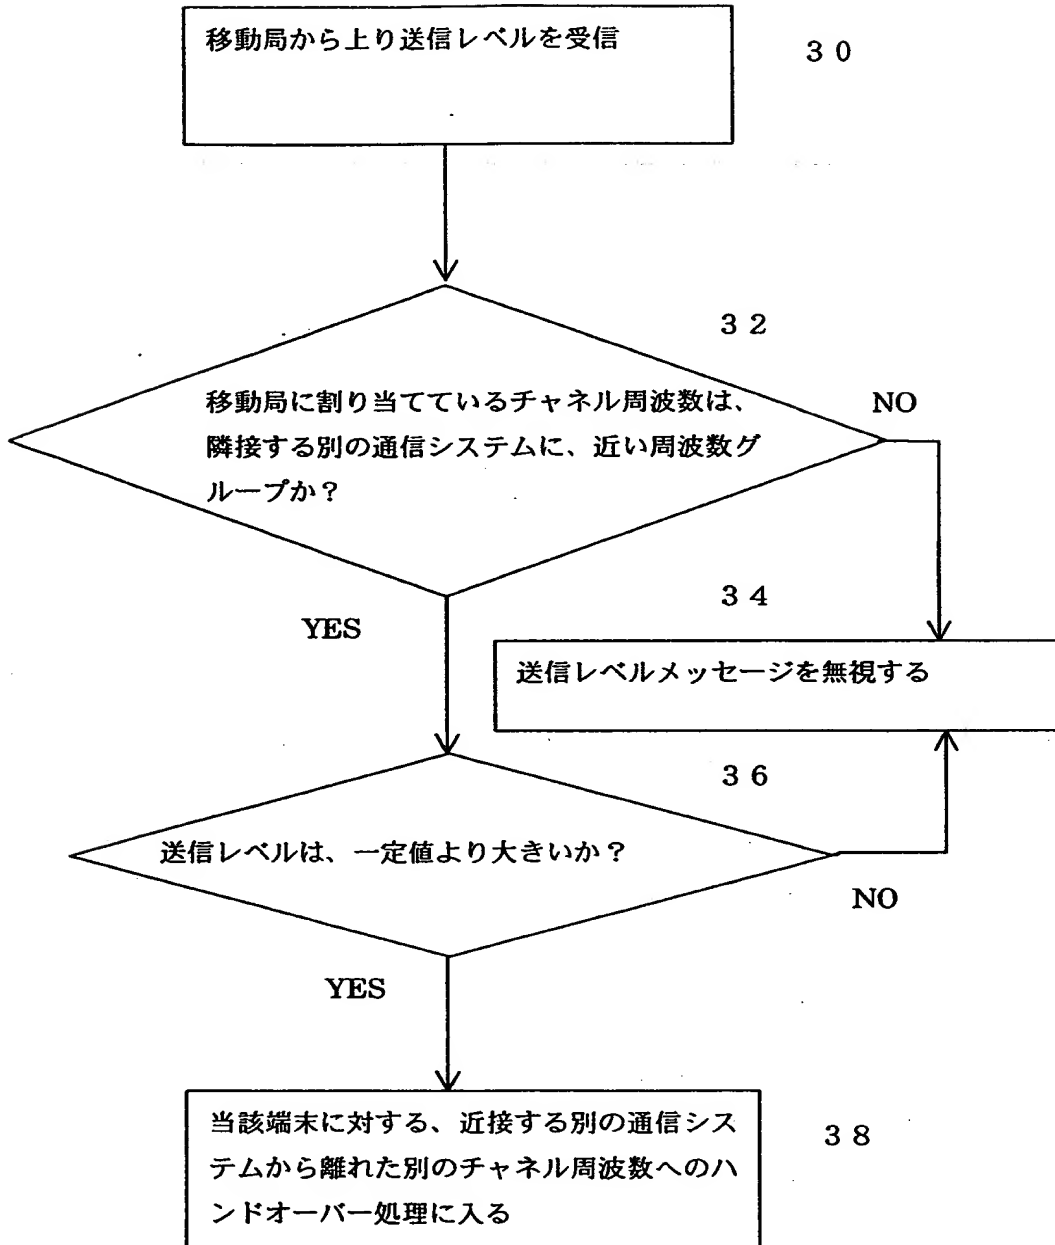 移動局から上り送信レベルを受信
30
32
移動局に割り当てているチャネル周波数は、
隣接する別の通信システムに、近い周波数グ
ループか？
NO
YES
34
送信レベルメッセージを無視する
36
送信レベルは、一定値より大きいか？
NO
YES
当該端末に対する、近接する別の通信シス
テムから離れた別のチャネル周波数へのハ
ンドオーバー処理に入る
38